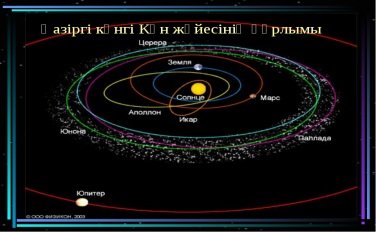 Қазіргі күнгі Күн жүйесінің құрлымы
Церера
Земля
Солнце
Марс
Аполлон
Икар
Юнона
Паллада
Юпитер
© ООО ФИЗИКОН, 2003